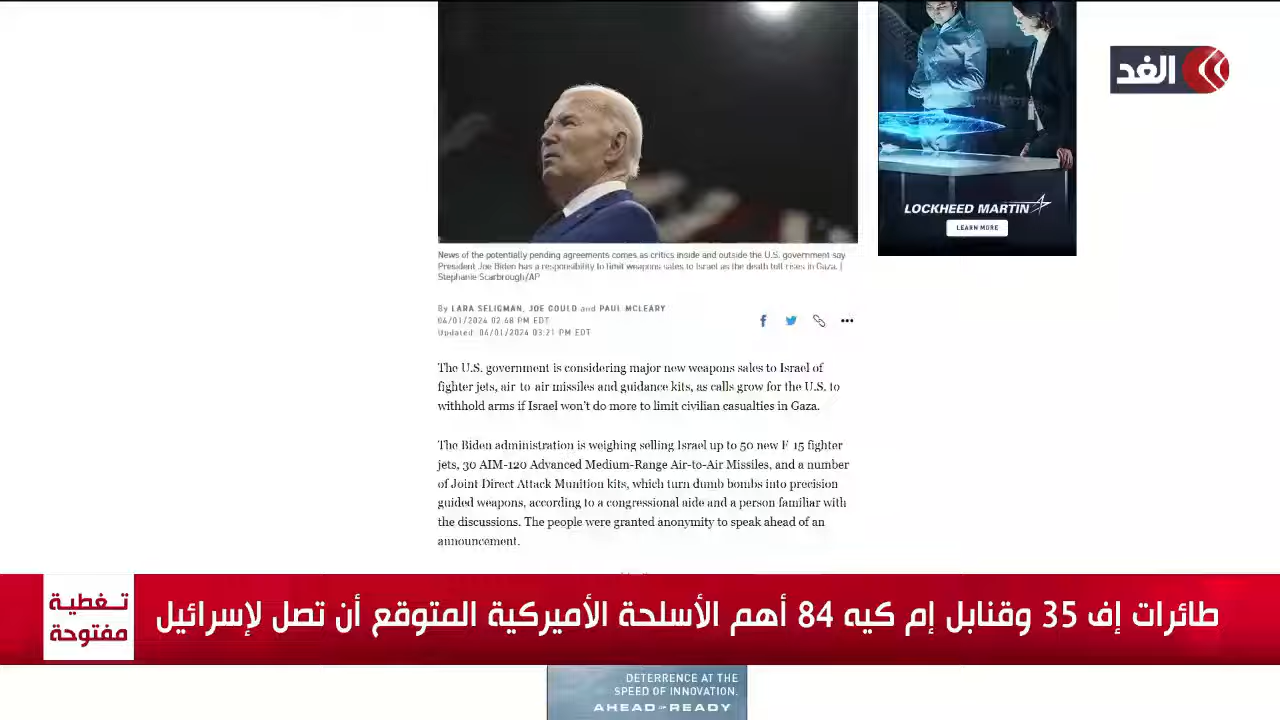 الغد
LOCKHEED MARTIN
LEARN MORE
News of the potentially pending agreements comes as critics inside and outside the U.S. government say
President Joe Biden has a responsibility to limit weapons sales to Israel as the death toll rises in Gaza. |
Stephanie Scarbrough/AP
By LARA SELIGMAN, JOE GOULD and PAUL MCLEARY
04/01/2024 02:48 PM EDT
Updated: 04/01/2024 03:21 PM EDT
The U.S. government is considering major new weapons sales to Israel of
fighter jets, air-to-air missiles and guidance kits, as calls grow for the U.S. to
withhold arms if Israel won't do more to limit civilian casualties in Gaza.
The Biden administration is weighing selling Israel up to 50 new F-15 fighter
jets, 30 AIM-120 Advanced Medium-Range Air-to-Air Missiles, and a number
of Joint Direct Attack Munition kits, which turn dumb bombs into precision
guided weapons, according to a congressional aide and a person familiar with
the discussions. The people were granted anonymity to speak ahead of an
announcement.
طائرات إف 35 وقنابل إم كيه 84 أهم الأسلحة الأميركية المتوقع أن تصل لإسرائيل
تغطية
مفتوحة
DETERRENCE AT THE
SPEED OF INNOVATION.
AHEAD OF READY